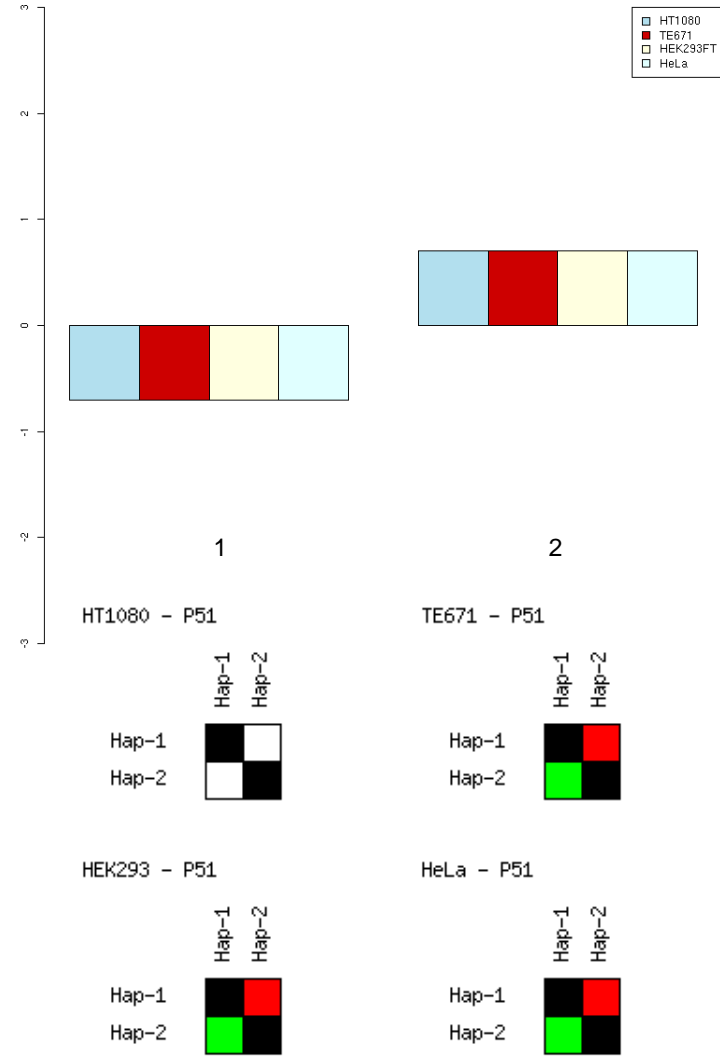 3
2
1
0
-1
-2
-3
HT1080
TE671
HEK293FT
HeLa
1 2
HT1080 - P51
Hap-1 Hap-2
Hap-1
Hap-2
TE671 - P51
Hap-1 Hap-2
Hap-1
Hap-2
HEK293 - P51
Hap-1 Hap-2
Hap-1
Hap-2
HeLa - P51
Hap-1 Hap-2
Hap-1
Hap-2